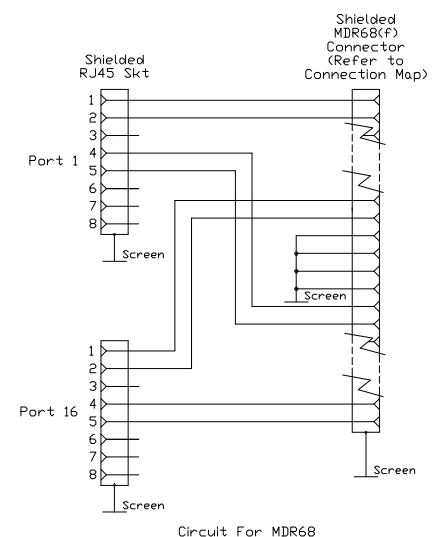 Shielded
MDR68(f)
Connector
(Refer to
Connection Map)
Shielded
RJ45 Skt
1
2
3
4
5
6
7
8
Port 1
Screen
Screen
1
2
3
4
5
6
7
8
Port 16
Screen
Screen
Circuit For MDR68